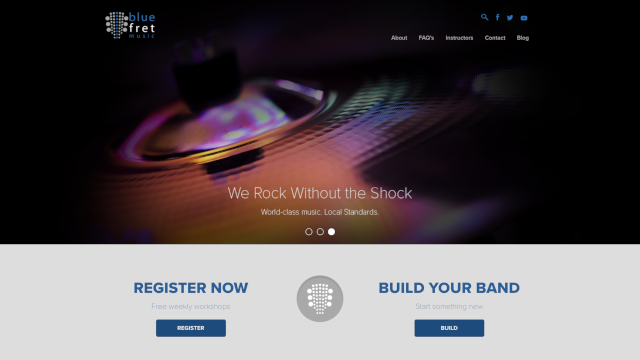 blue
fret
music
About FAQ's Instructors Contact Blog
We Rock Without the Shock
World-class music. Local Standards.
REGISTER NOW
Free weekly workshops
REGISTER
BUILD YOUR BAND
Start something new.
BUILD